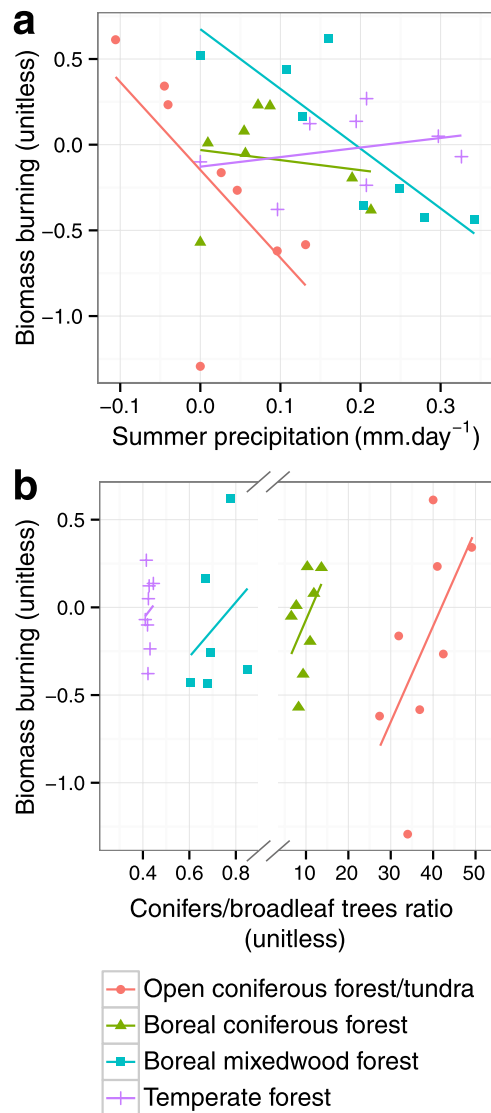 a
Biomass burning (unitless)
0.5
0.0
−0.5
−1.0
−0.1 0.0 0.1 0.2 0.3
Summer precipitation (mm.day⁻¹)
b
Biomass burning (unitless)
0.5
0.0
−0.5
−1.0
0.4 0.6 0.8 10 20 30 40 50
Conifers/broadleaf trees ratio
(unitless)
Open coniferous forest/tundra
Boreal coniferous forest
Boreal mixedwood forest
Temperate forest